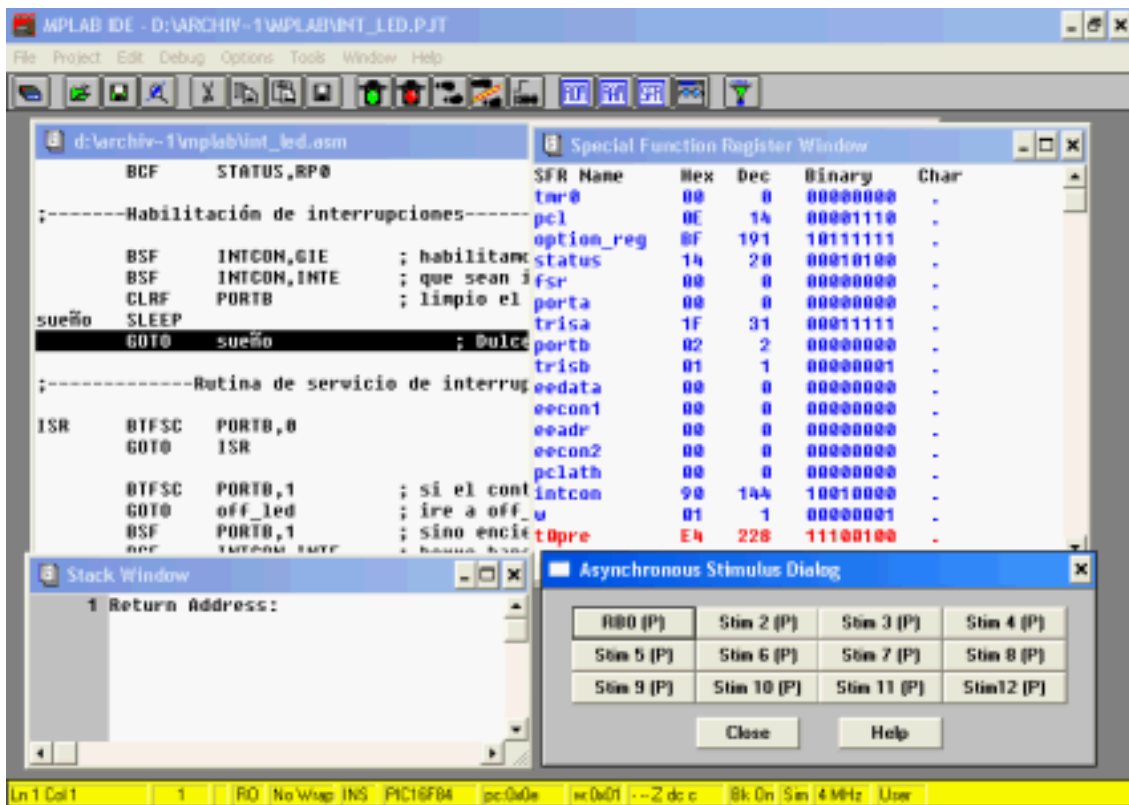 MPLAB IDE - D:\ARCHIV~1\MPLAB\INT_LED.PJT
File Project Edit Debug Options Tools Window Help
d:\archiv~1\mplab\int_led.asm
BCF STATUS,RP0
;-------Habilitación de interrupciones------
BSF INTCON,GIE ; habilitamo
BSF INTCON,INTE ; que sean i
CLRF PORTB ; limpio el
sueño SLEEP
GOTO sueño ; Dulce
;-------------Rutina de servicio de interrup
ISR BTFSC PORTB,0
GOTO ISR
BTFSC PORTB,1 ; si el cont
GOTO off_led ; ire a off_
BSF PORTB,1 ; sino encie
Special Function Register Window
SFR Name Hex Dec Binary Char
tmr0 00 0 00000000 .
pcl 0E 14 00001110 .
option_reg BF 191 10111111 .
status 14 20 00010100 .
fsr 00 0 00000000 .
porta 00 0 00000000 .
trisa 1F 31 00011111 .
portb 02 2 00000010 .
trisb 01 1 00000001 .
eedata 00 0 00000000 .
eecon1 00 0 00000000 .
eeadr 00 0 00000000 .
eecon2 00 0 00000000 .
pclath 00 0 00000000 .
intcon 90 144 10010000 .
w 01 1 00000001 .
t0pre E4 228 11100100 .
Stack Window
1 Return Address:
Asynchronous Stimulus Dialog
RB0 (P) Stim 2 (P) Stim 3 (P) Stim 4 (P)
Stim 5 (P) Stim 6 (P) Stim 7 (P) Stim 8 (P)
Stim 9 (P) Stim 10 (P) Stim 11 (P) Stim12 (P)
Close Help
Ln 1 Col 1 1 RO No Wrap INS PIC16F84 pc:0x0e w:0x01 - - Z dc c Bk On Sim 4 MHz User